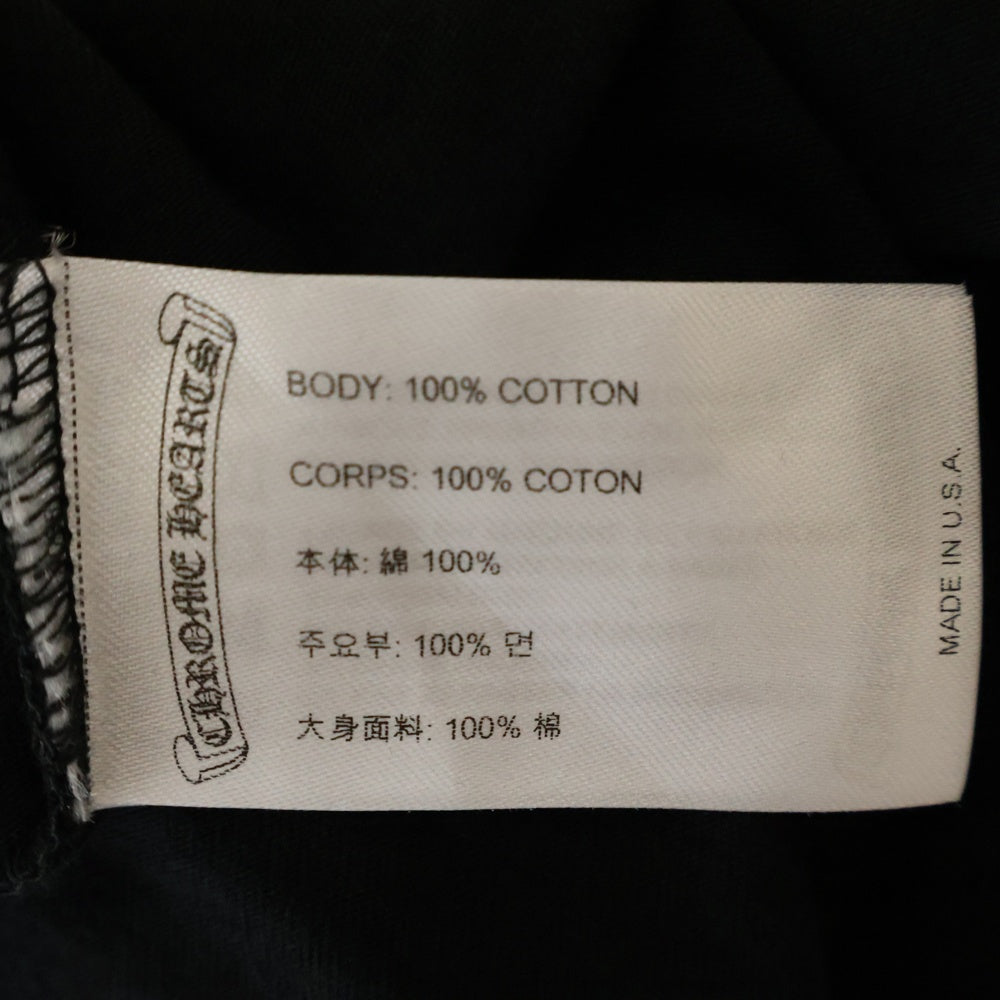 CHROME HEARTS
BODY: 100% COTTON
CORPS: 100% COTON
本体: 綿 100%
주요부: 100% 면
大身面料: 100% 棉
MADE IN U.S.A.